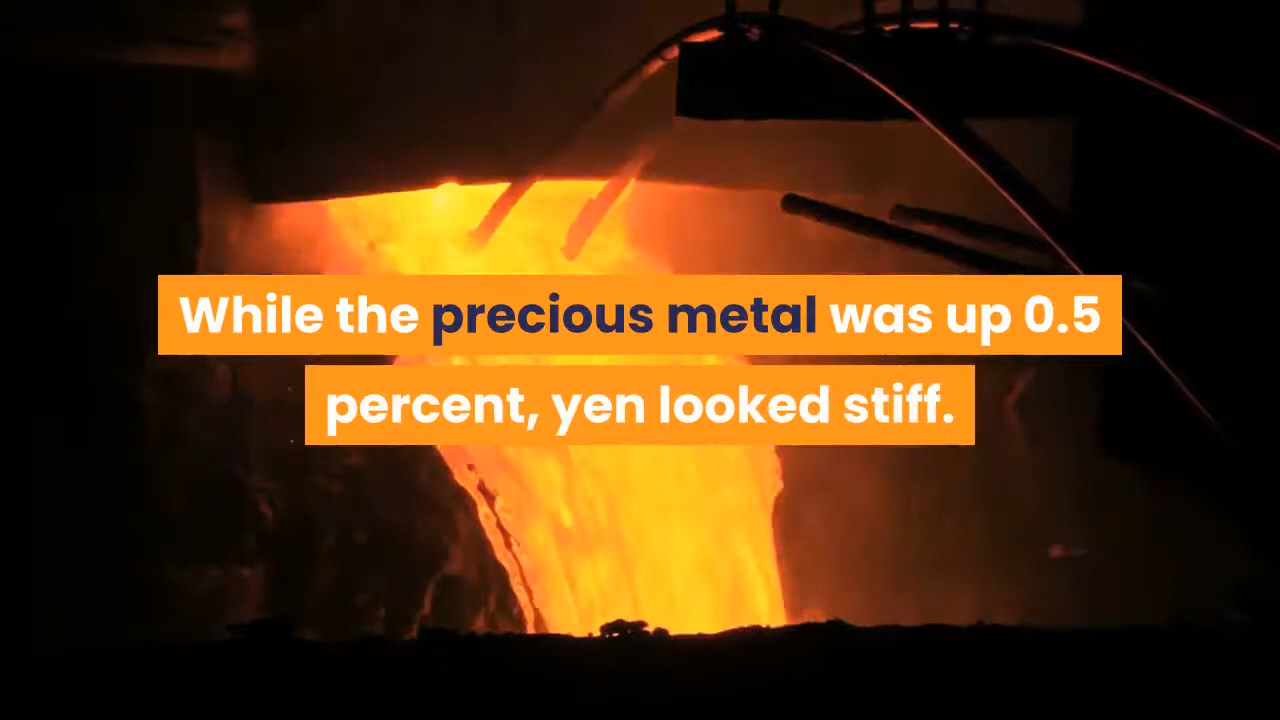 While the precious metal was up 0.5
percent, yen looked stiff.